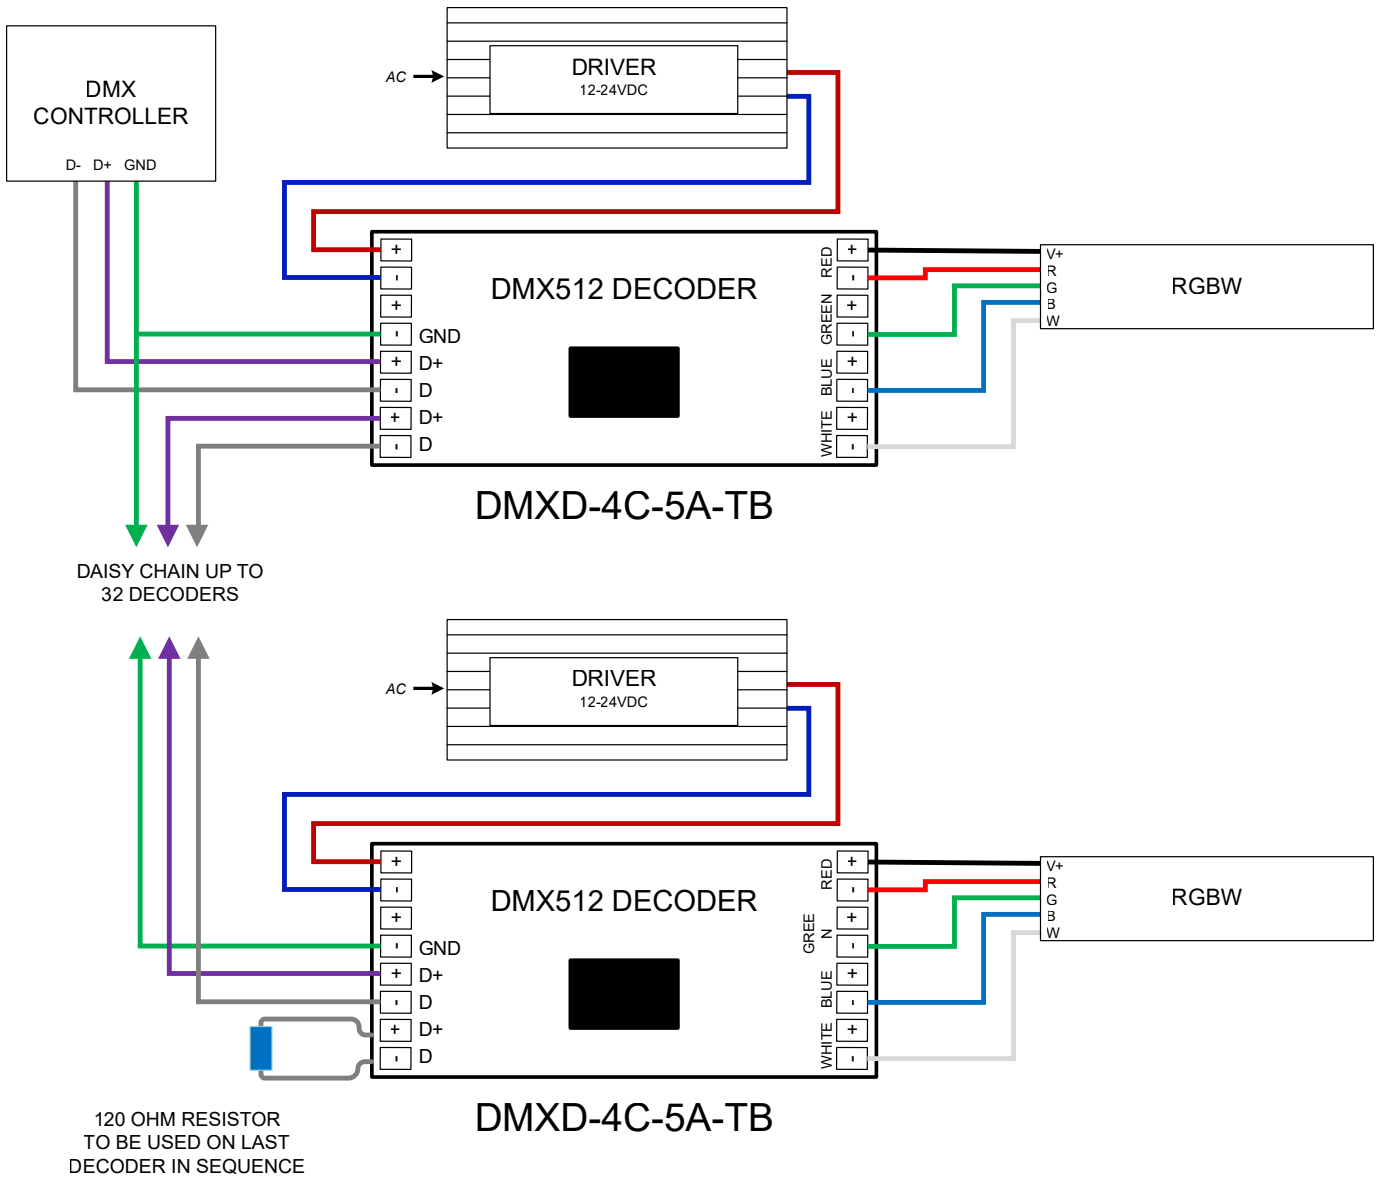 DMX
CONTROLLER
D- D+ GND
AC
DRIVER
12-24VDC
+
-
+
- GND
+ D+
- D
+ D+
- D
DMX512 DECODER
RED
GREEN
BLUE
WHITE
+
-
+
-
+
-
+
-
V+
R
G
B
W
RGBW
DMXD-4C-5A-TB
DAISY CHAIN UP TO
32 DECODERS
AC
DRIVER
12-24VDC
+
-
+
- GND
+ D+
- D
+ D+
- D
DMX512 DECODER
RED
GREE
N
BLUE
WHITE
+
-
+
-
+
-
+
-
V+
R
G
B
W
RGBW
DMXD-4C-5A-TB
120 OHM RESISTOR
TO BE USED ON LAST
DECODER IN SEQUENCE